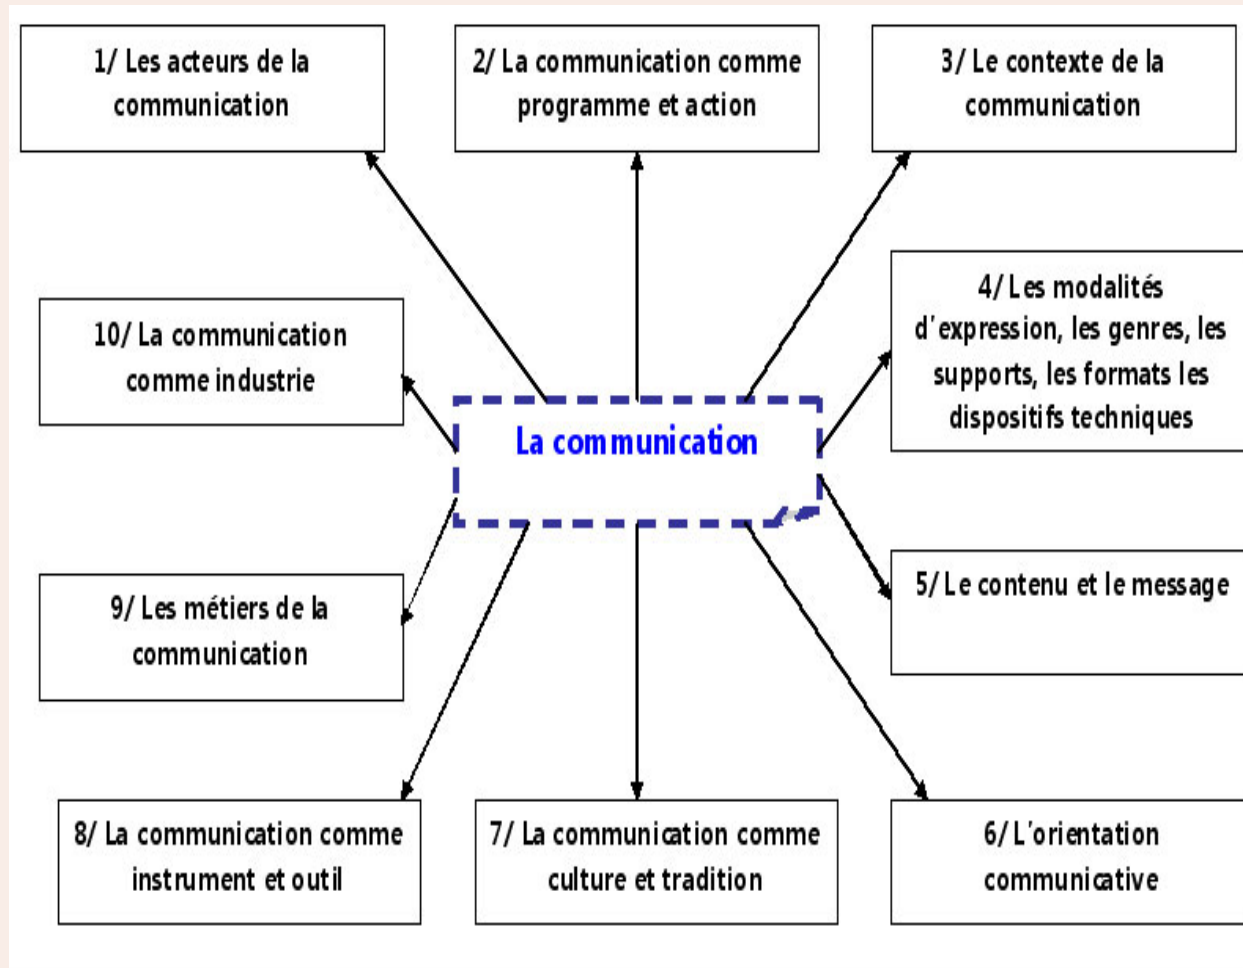 1/ Les acteurs de la
communication
2/ La communication comme
programme et action
3/ Le contexte de la
communication
4/ Les modalités
d'expression, les genres, les
supports, les formats les
dispositifs techniques
10/ La communication
comme industrie
La communication
5/ Le contenu et le message
9/ Les métiers de la
communication
8/ La communication comme
instrument et outil
7/ La communication comme
culture et tradition
6/ L'orientation
communicative